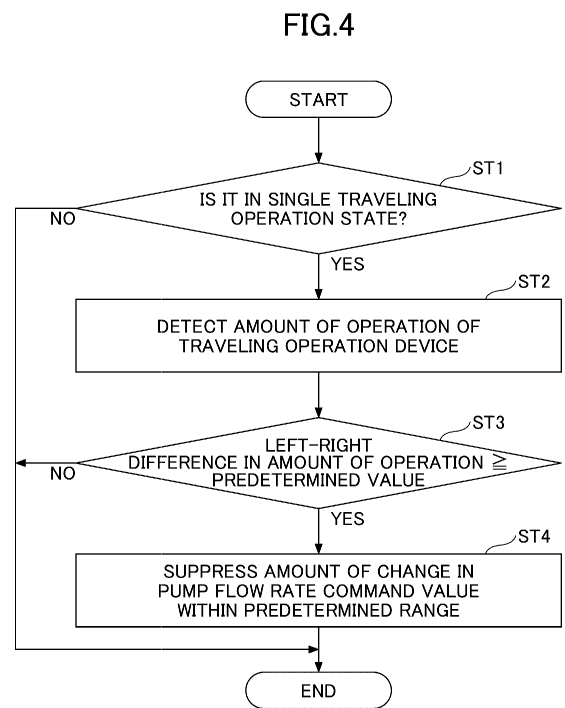 FIG.4
START
ST1
IS IT IN SINGLE TRAVELING
OPERATION STATE?
NO
YES
ST2
DETECT AMOUNT OF OPERATION OF
TRAVELING OPERATION DEVICE
ST3
LEFT-RIGHT
DIFFERENCE IN AMOUNT OF OPERATION ≧
PREDETERMINED VALUE
NO
YES
ST4
SUPPRESS AMOUNT OF CHANGE IN
PUMP FLOW RATE COMMAND VALUE
WITHIN PREDETERMINED RANGE
END